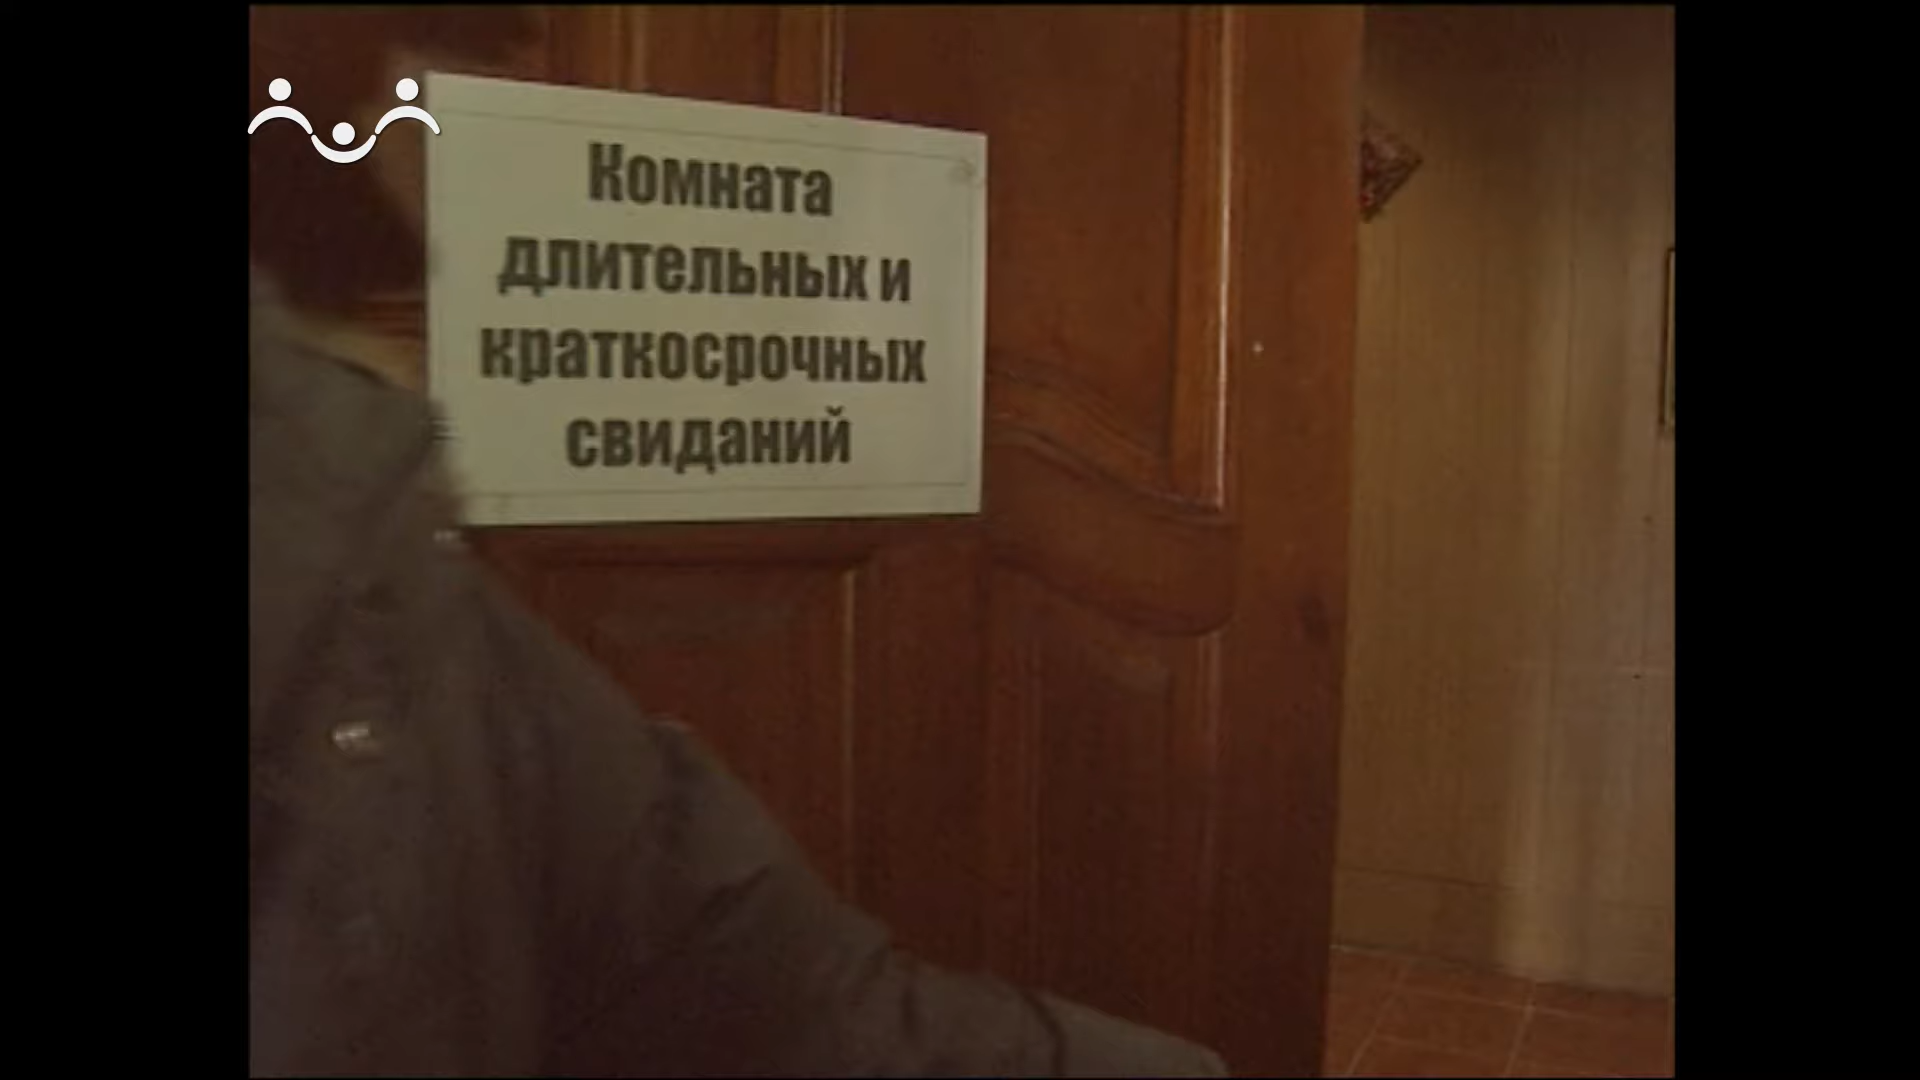 Комната
длительных и
краткосрочных
свиданий